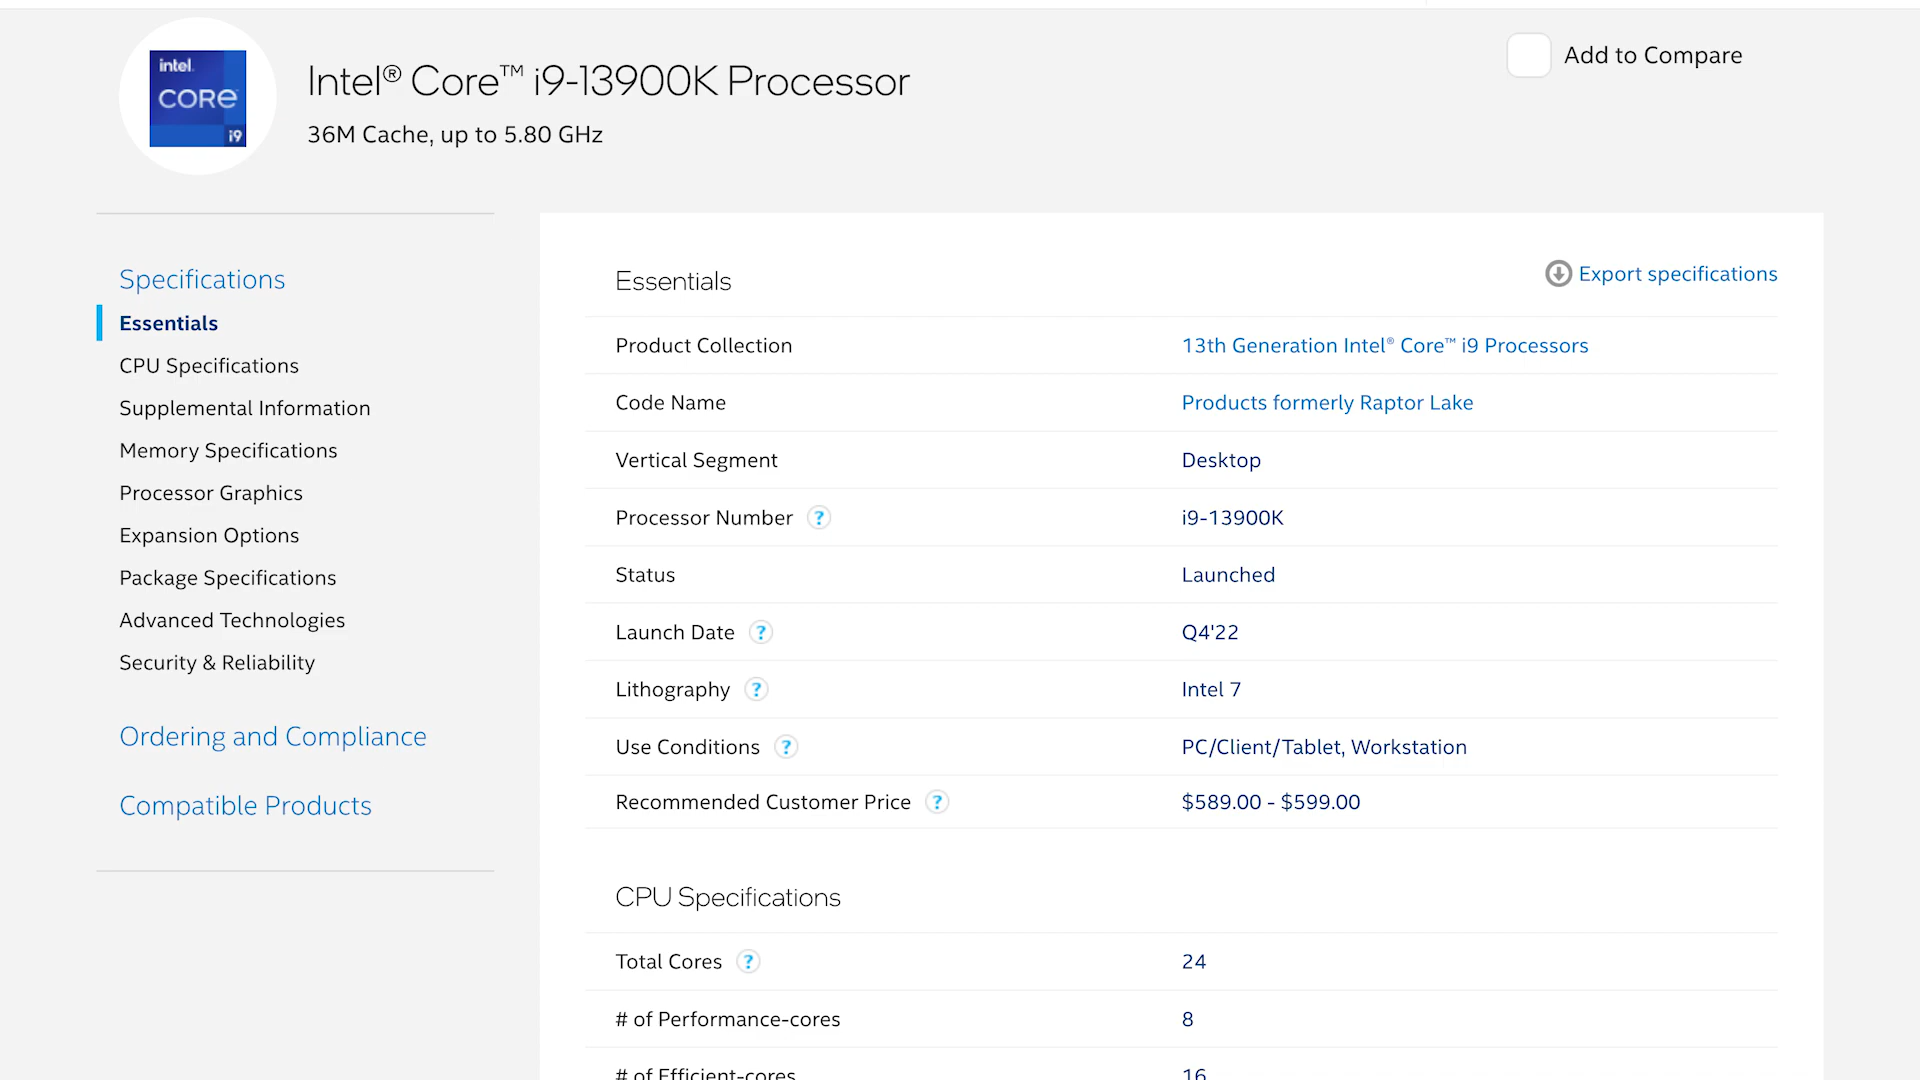 intel.
CORE
i9
Intel® Core™ i9-13900K Processor
36M Cache, up to 5.80 GHz
Add to Compare
Specifications
Essentials
CPU Specifications
Supplemental Information
Memory Specifications
Processor Graphics
Expansion Options
Package Specifications
Advanced Technologies
Security & Reliability
Ordering and Compliance
Compatible Products
Essentials
Export specifications
Product Collection 13th Generation Intel® Core™ i9 Processors
Code Name Products formerly Raptor Lake
Vertical Segment Desktop
Processor Number ? i9-13900K
Status Launched
Launch Date ? Q4'22
Lithography ? Intel 7
Use Conditions ? PC/Client/Tablet, Workstation
Recommended Customer Price ? $589.00 - $599.00
CPU Specifications
Total Cores ? 24
# of Performance-cores 8
# of Efficient-cores 16